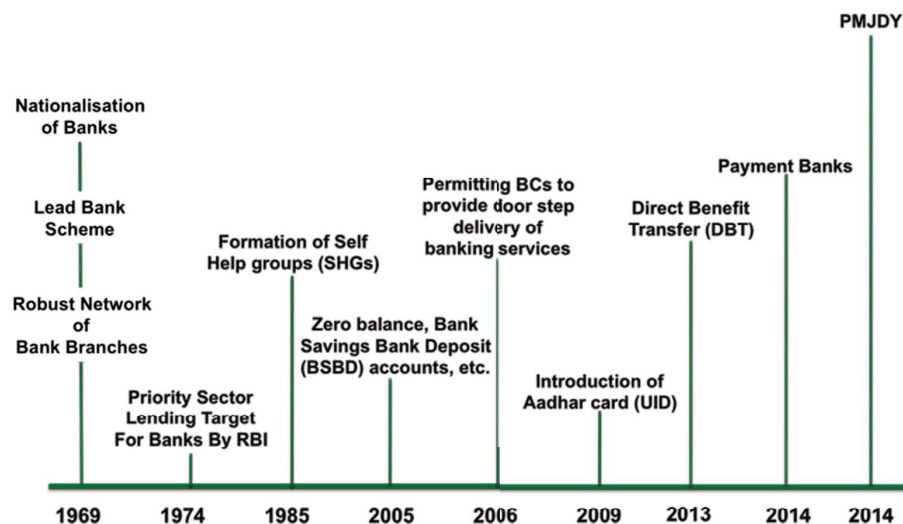 Nationalisation
of Banks
Lead Bank
Scheme
Robust Network
of
Bank Branches
1969
Priority Sector
Lending Target
For Banks By RBI
1974
Formation of Self
Help groups (SHGs)
1985
Zero balance, Bank
Savings Bank Deposit
(BSBD) accounts, etc.
2005
Permitting BCs to
provide door step
delivery of
banking services
2006
Introduction of
Aadhar card (UID)
2009
Direct Benefit
Transfer (DBT)
2013
Payment Banks
2014
PMJDY
2014